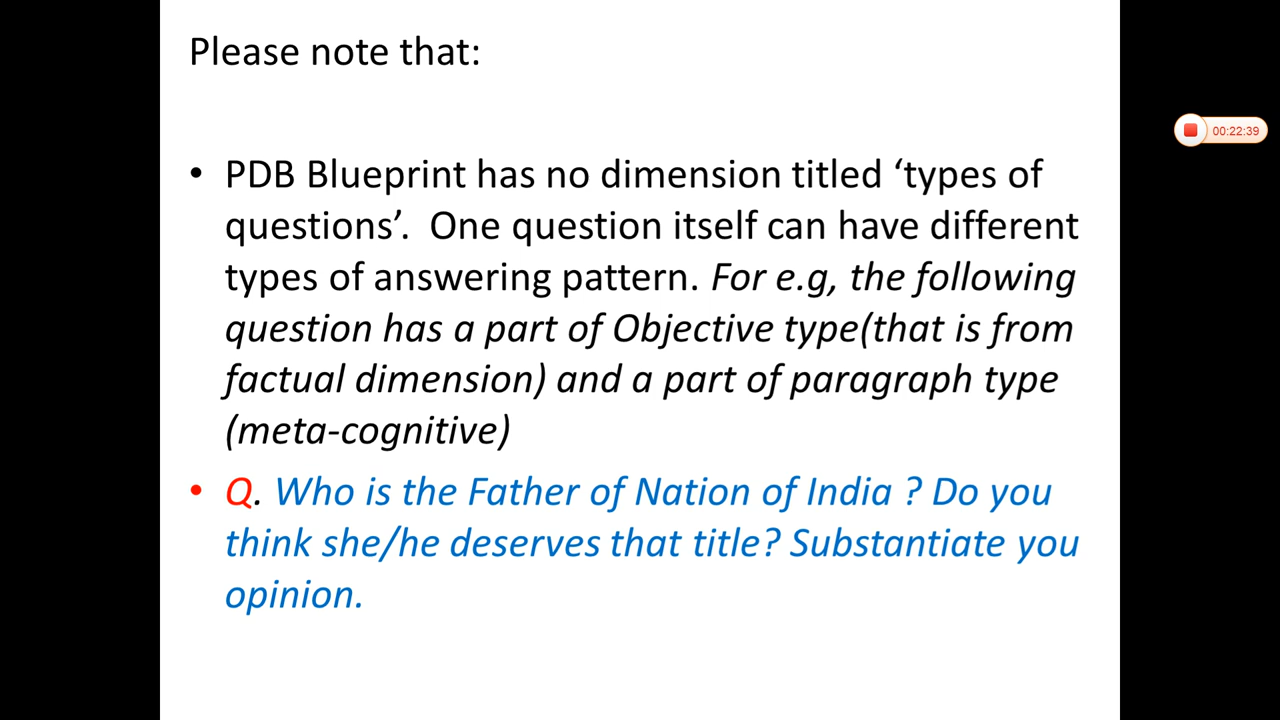 Please note that:
• PDB Blueprint has no dimension titled ‘types of
questions’.  One question itself can have different
types of answering pattern. For e.g, the following
question has a part of Objective type(that is from
factual dimension) and a part of paragraph type
(meta-cognitive)
• Q. Who is the Father of Nation of India ? Do you
think she/he deserves that title? Substantiate you
opinion.
00:22:39